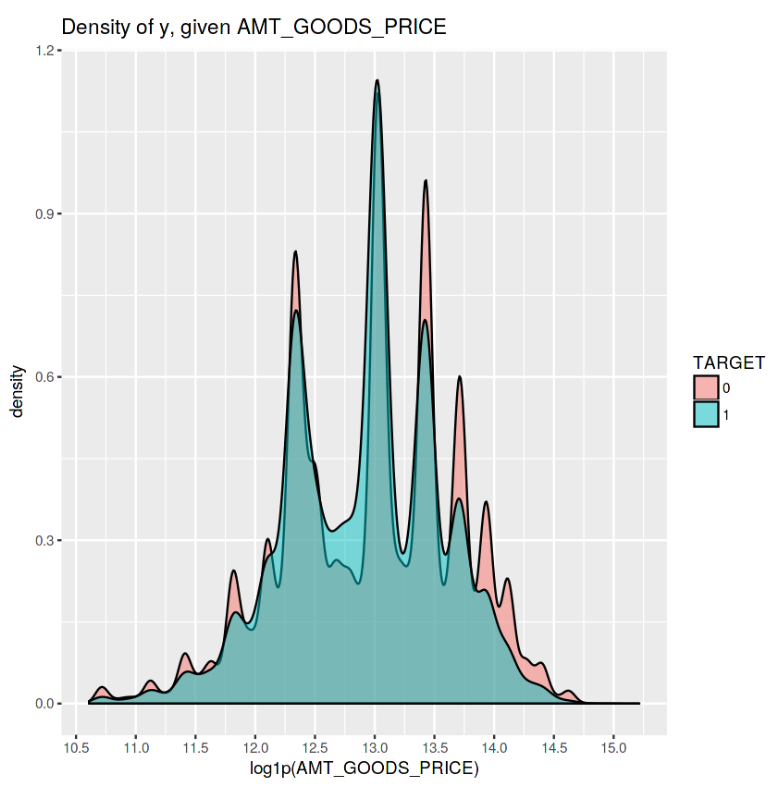 Density of y, given AMT_GOODS_PRICE
1.2
0.9
0.6
0.3
0.0
density
10.5 11.0 11.5 12.0 12.5 13.0 13.5 14.0 14.5 15.0
log1p(AMT_GOODS_PRICE)
TARGET
0
1